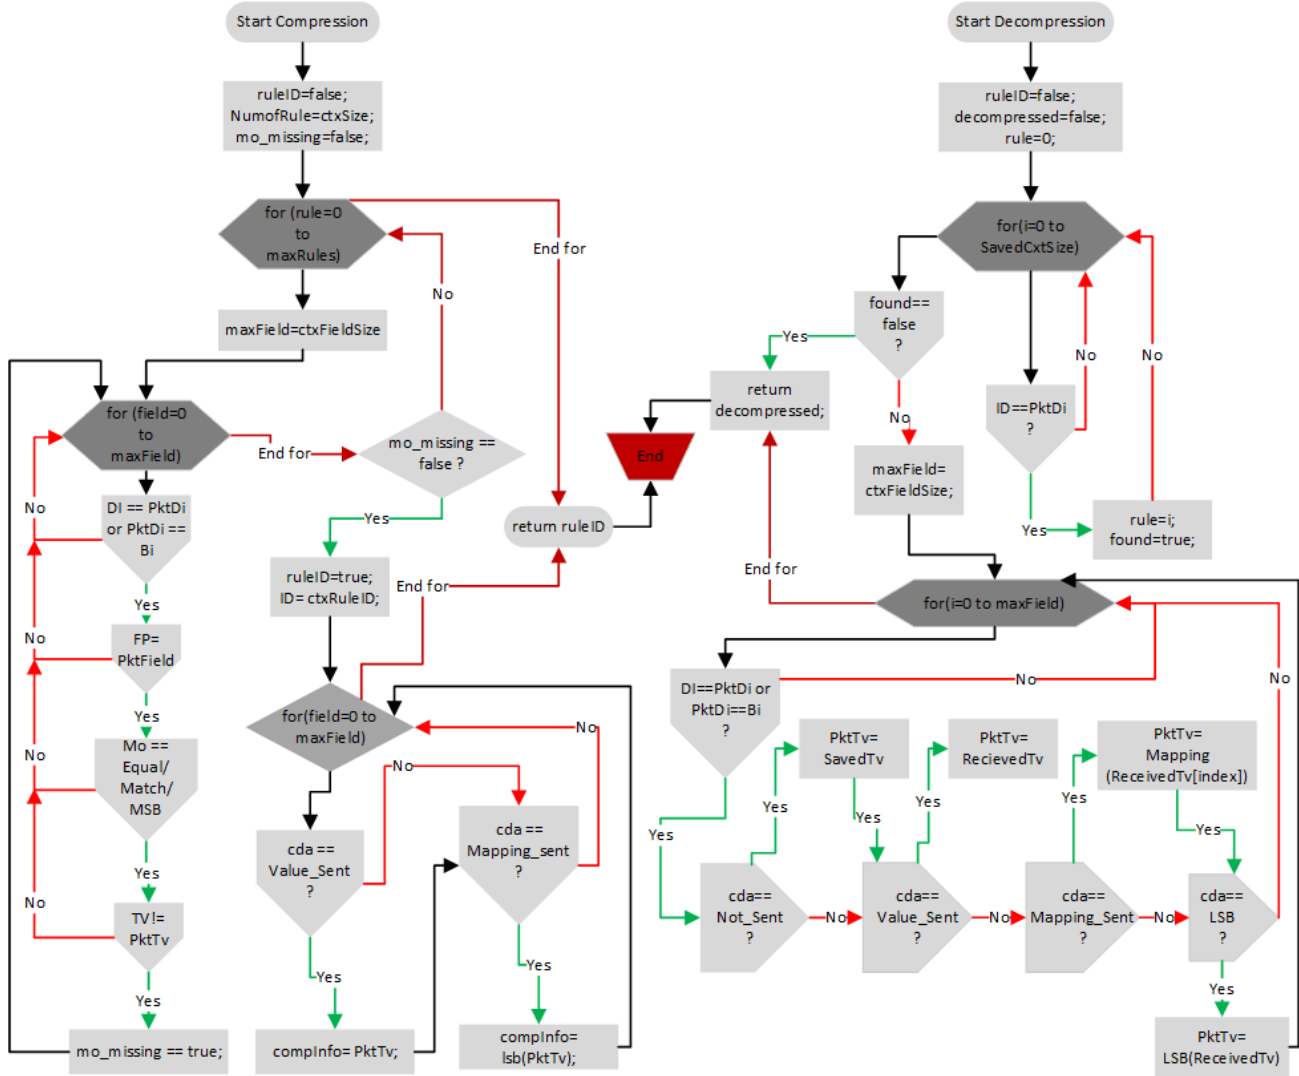 Start Compression
ruleID=false;
NumofRule=ctxSize;
mo_missing=false;
for (rule=0
to
maxRules)
End for
No
maxField=ctxFieldSize
for (field=0
to
maxField)
End for
mo_missing ==
false ?
No
DI == PktDi
or PktDi ==
Bi
Yes
return ruleID
Yes
ruleID=true;
ID= ctxRuleID;
End for
No
FP=
PktField
Yes
No
Mo ==
Equal/
Match/
MSB
Yes
No
TV!=
PktTv
Yes
mo_missing == true;
for(field=0 to
maxField)
No
No
cda ==
Value_Sent
?
cda ==
Mapping_sent
?
Yes
Yes
compInfo= PktTv;
compInfo=
lsb(PktTv);
Start Decompression
ruleID=false;
decompressed=false;
rule=0;
for(i=0 to
SavedCxtSize)
found==
false
?
Yes
No
No
return
decompressed;
End
No
ID==PktDi
?
maxField=
ctxFieldSize;
Yes
rule=i;
found=true;
End for
for(i=0 to maxField)
DI==PktDi or
PktDi==Bi
?
No
No
PktTv=
SavedTv
PktTv=
RecievedTv
PktTv=
Mapping
(ReceivedTv[index])
Yes
Yes
Yes
Yes
Yes
Yes
cda==
Not_Sent
?
No
cda==
Value_Sent
?
No
cda==
Mapping_Sent
?
No
cda==
LSB
?
Yes
PktTv=
LSB(ReceivedTv)